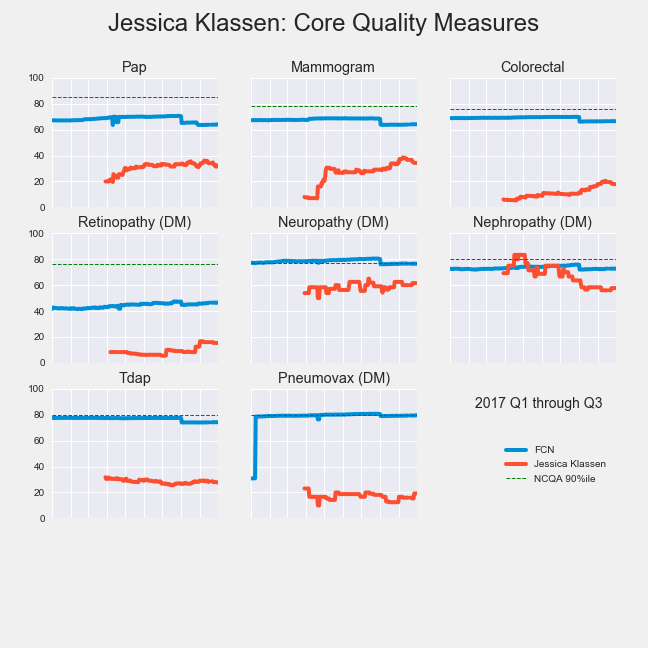 Jessica Klassen: Core Quality Measures
Pap
Mammogram
Colorectal
100
80
60
40
20
0
Retinopathy (DM)
Neuropathy (DM)
Nephropathy (DM)
100
80
60
40
20
0
Tdap
Pneumovax (DM)
100
80
60
40
20
0
2017 Q1 through Q3
FCN
Jessica Klassen
NCQA 90%ile